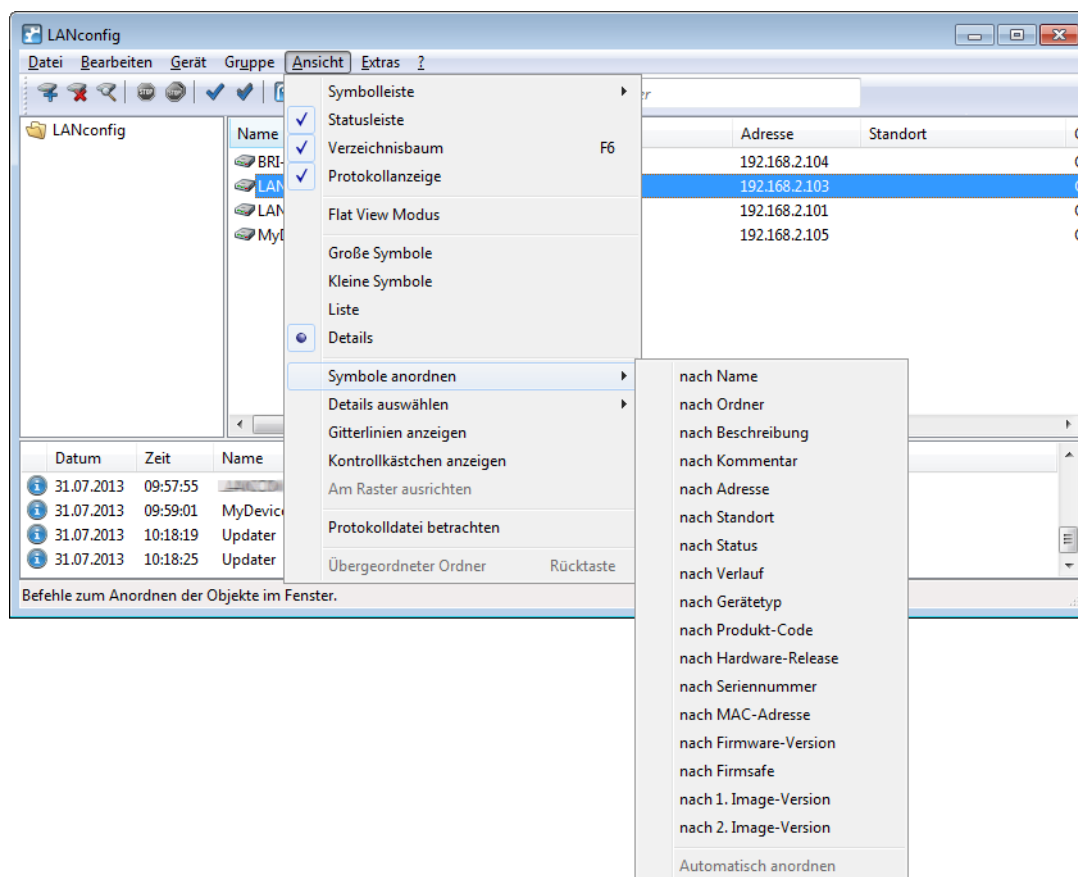 LANconfig
Datei Bearbeiten Gerät Gruppe Ansicht Extras ?
LANconfig
Name Adresse Standort
BRI- 192.168.2.104
LAN 192.168.2.103
LAN 192.168.2.101
MyD 192.168.2.105
Symbolleiste
Statusleiste
Verzeichnisbaum F6
Protokollanzeige
Flat View Modus
Große Symbole
Kleine Symbole
Liste
Details
Symbole anordnen
Details auswählen
Gitterlinien anzeigen
Kontrollkästchen anzeigen
Am Raster ausrichten
Protokolldatei betrachten
Übergeordneter Ordner Rücktaste
nach Name
nach Ordner
nach Beschreibung
nach Kommentar
nach Adresse
nach Standort
nach Status
nach Verlauf
nach Gerätetyp
nach Produkt-Code
nach Hardware-Release
nach Seriennummer
nach MAC-Adresse
nach Firmware-Version
nach Firmsafe
nach 1. Image-Version
nach 2. Image-Version
Automatisch anordnen
Datum Zeit Name
31.07.2013 09:57:55
31.07.2013 09:59:01 MyDevic
31.07.2013 10:18:19 Updater
31.07.2013 10:18:25 Updater
Befehle zum Anordnen der Objekte im Fenster.